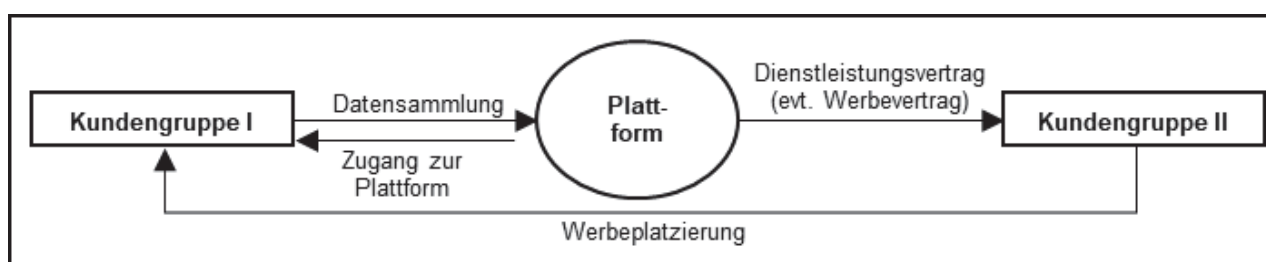 Kundengruppe I
Datensammlung
Zugang zur
Plattform
Platt-
form
Dienstleistungsvertrag
(evt. Werbevertrag)
Kundengruppe II
Werbeplatzierung